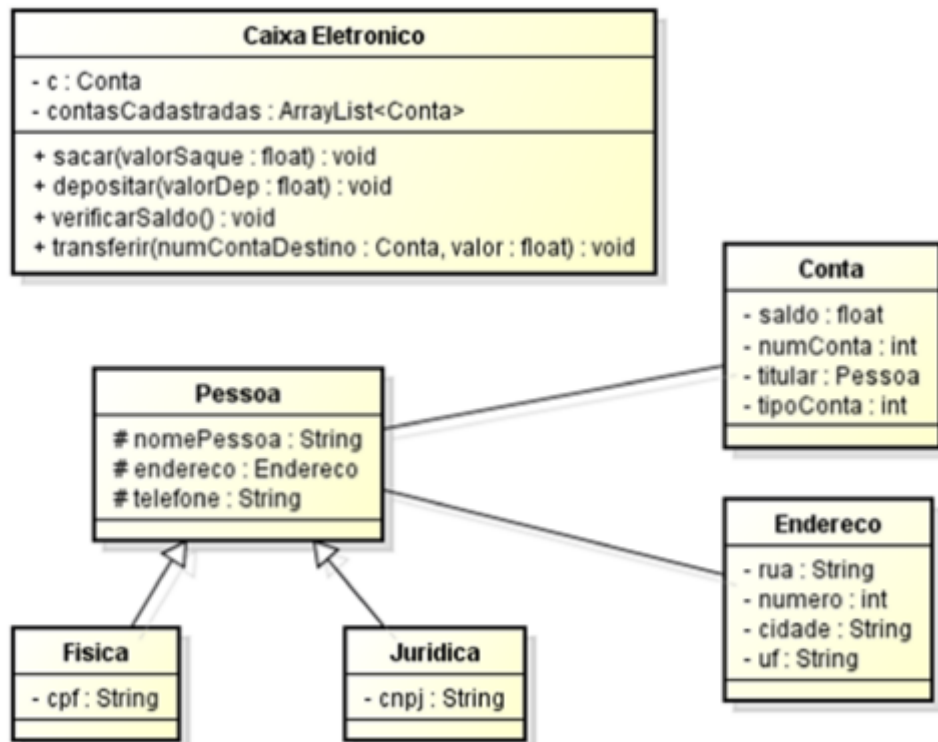 Caixa Eletronico
- c : Conta
- contasCadastradas : ArrayList<Conta>
+ sacar(valorSaque : float) : void
+ depositar(valorDep : float) : void
+ verificarSaldo() : void
+ transferir(numContaDestino : Conta, valor : float) : void
Conta
- saldo : float
- numConta : int
- titular : Pessoa
- tipoConta : int
Pessoa
# nomePessoa : String
# endereco : Endereco
# telefone : String
Endereco
- rua : String
- numero : int
- cidade : String
- uf : String
Fisica
- cpf : String
Juridica
- cnpj : String